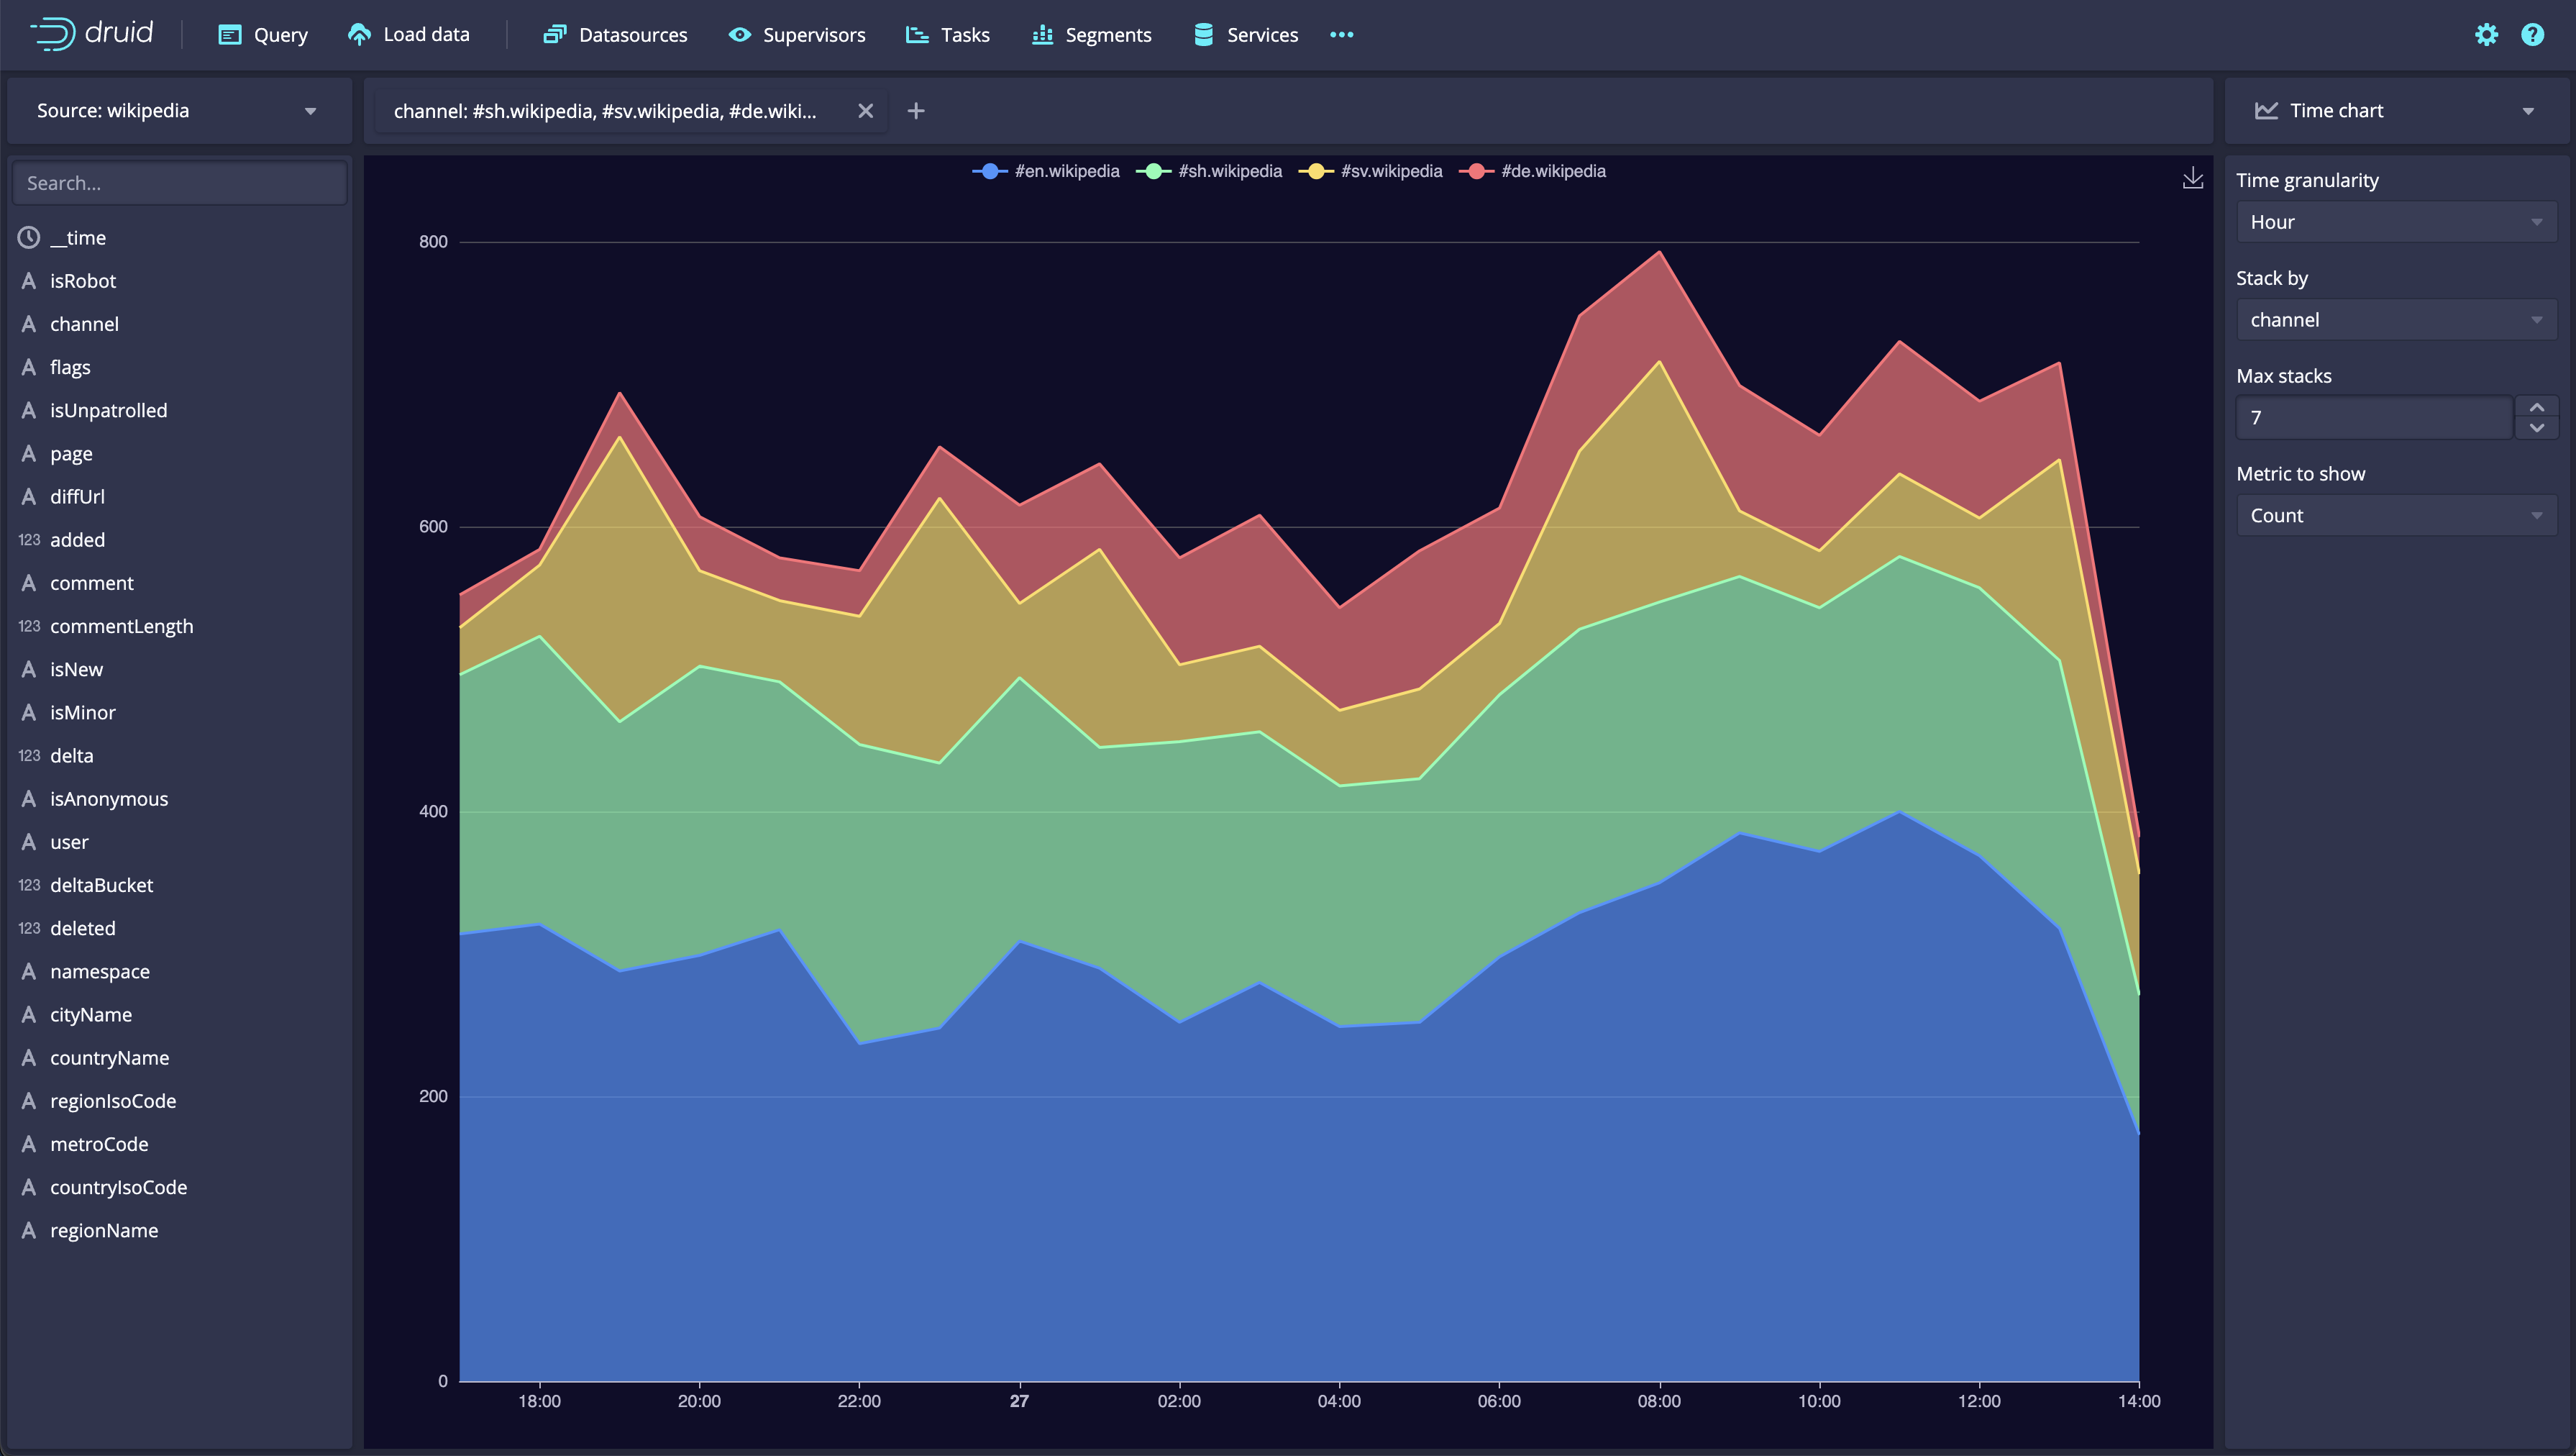 druid
Query
Load data
Datasources
Supervisors
Tasks
Segments
Services
Source: wikipedia
channel: #sh.wikipedia, #sv.wikipedia, #de.wiki...
Time chart
Search...
__time
isRobot
channel
flags
isUnpatrolled
page
diffUrl
123 added
comment
123 commentLength
isNew
isMinor
123 delta
isAnonymous
user
123 deltaBucket
123 deleted
namespace
cityName
countryName
regionIsoCode
metroCode
countryIsoCode
regionName
#en.wikipedia #sh.wikipedia #sv.wikipedia #de.wikipedia
800
600
400
200
0
18:00 20:00 22:00 27 02:00 04:00 06:00 08:00 10:00 12:00 14:00
Time granularity
Hour
Stack by
channel
Max stacks
7
Metric to show
Count